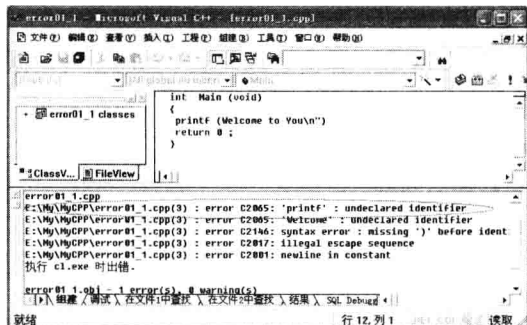 error01_1 - Microsoft Visual C++ - [error01_1.cpp]
文件(F) 编辑(E) 查看(V) 插入(I) 工程(P) 组建(B) 工具(T) 窗口(W) 帮助(H)
Main
int Main (void)
{
printf (Welcome to You\n")
return 0 ;
}
error01_1 classes
ClassV... FileView
error01_1.cpp
E:\My\MyCPP\error01_1.cpp(3) : error C2065: 'printf' : undeclared identifier
E:\My\MyCPP\error01_1.cpp(3) : error C2065: 'Welcome' : undeclared identifier
E:\My\MyCPP\error01_1.cpp(3) : error C2146: syntax error : missing ')' before ident
E:\My\MyCPP\error01_1.cpp(3) : error C2017: illegal escape sequence
E:\My\MyCPP\error01_1.cpp(3) : error C2001: newline in constant
执行 cl.exe 时出错.
error01_1.obj - 1 error(s), 0 warning(s)
组建 调试 在文件1中查找 在文件2中查找 结果 SQL Debugg
就绪 行 12, 列 1 读取